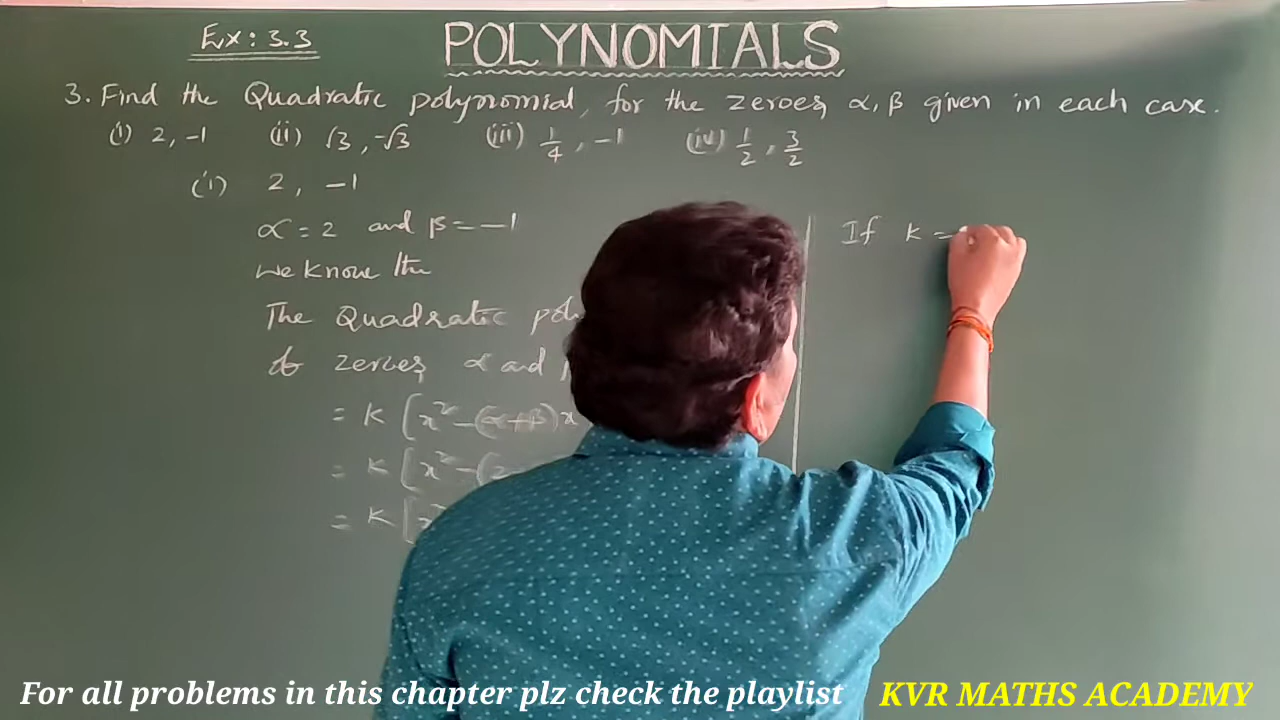 Ex: 3.3
POLYNOMIALS
3. Find the Quadratic polynomial, for the zeroes α, β given in each case.
(i) 2, -1 (ii) √3, -√3 (iii) 1/4, -1 (iv) 1/2, 3/2
(i) 2, -1
α = 2 and β = -1
We know the
The Quadratic
zeroes α and
= K [x² - (α+β)x
= K [x² - (2
= K [
If K =
For all problems in this chapter plz check the playlist KVR MATHS ACADEMY